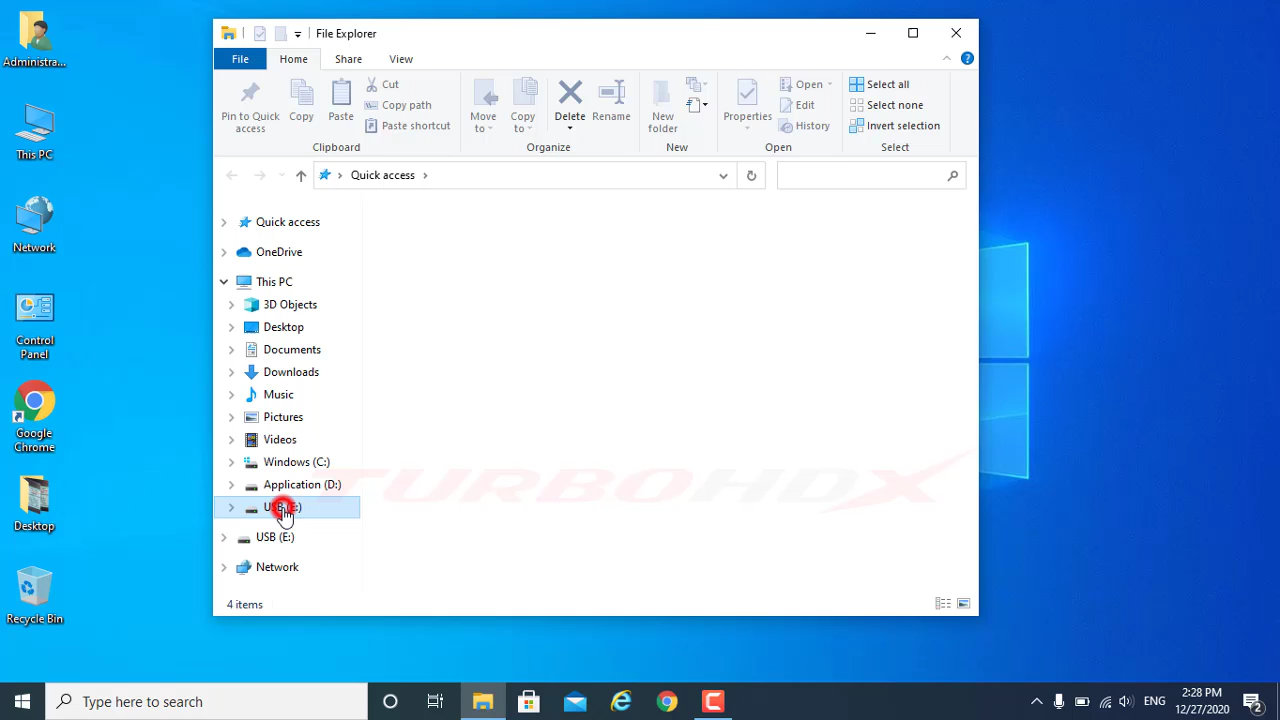 Administra...
This PC
Network
Control
Panel
Google
Chrome
Desktop
Recycle Bin
File Explorer
File
Home
Share
View
Pin to Quick
access
Copy
Paste
Cut
Copy path
Paste shortcut
Clipboard
Move
to
Copy
to
Delete
Rename
Organize
New
folder
New
Properties
Open
Edit
History
Open
Select all
Select none
Invert selection
Select
Quick access
Quick access
OneDrive
This PC
3D Objects
Desktop
Documents
Downloads
Music
Pictures
Videos
Windows (C:)
Application (D:)
USB (E:)
USB (E:)
Network
4 items
TURBOHDX
Type here to search
ENG
2:28 PM
12/27/2020
2